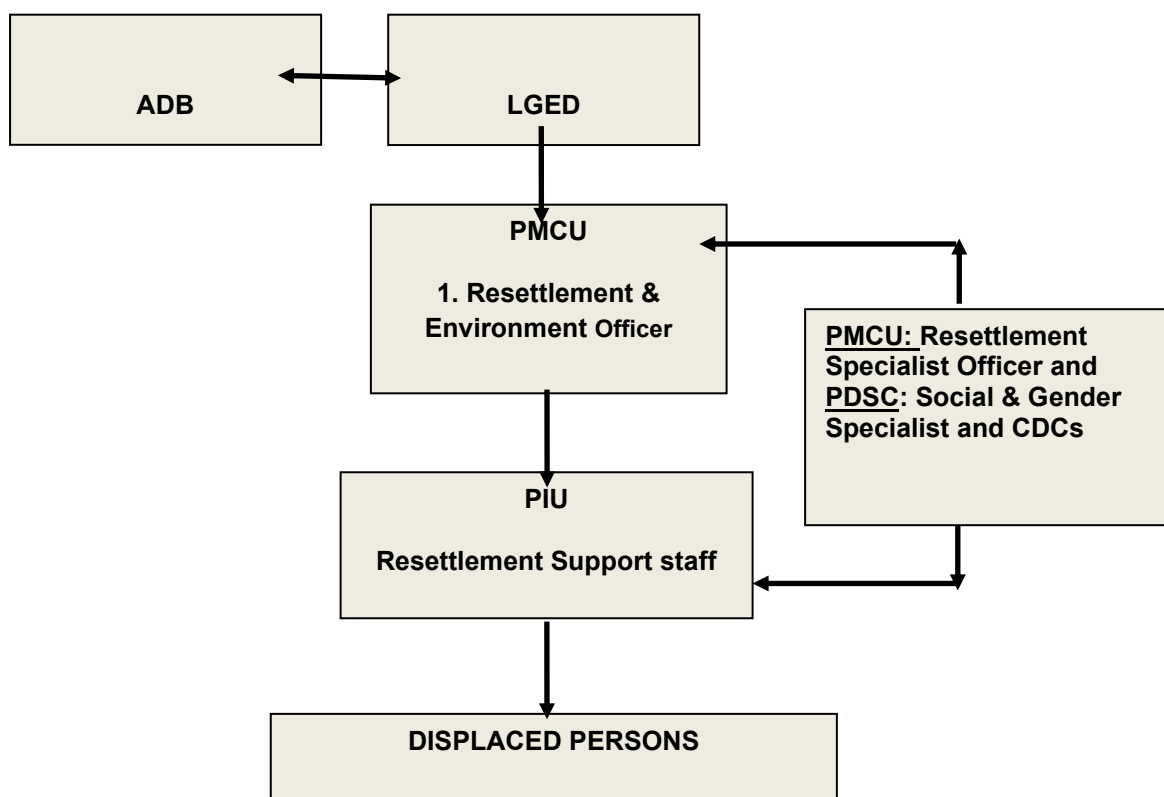 ADB
LGED
PMCU
1. Resettlement &
Environment Officer
PMCU: Resettlement
Specialist Officer and
PDSC: Social & Gender
Specialist and CDCs
PIU
Resettlement Support staff
DISPLACED PERSONS